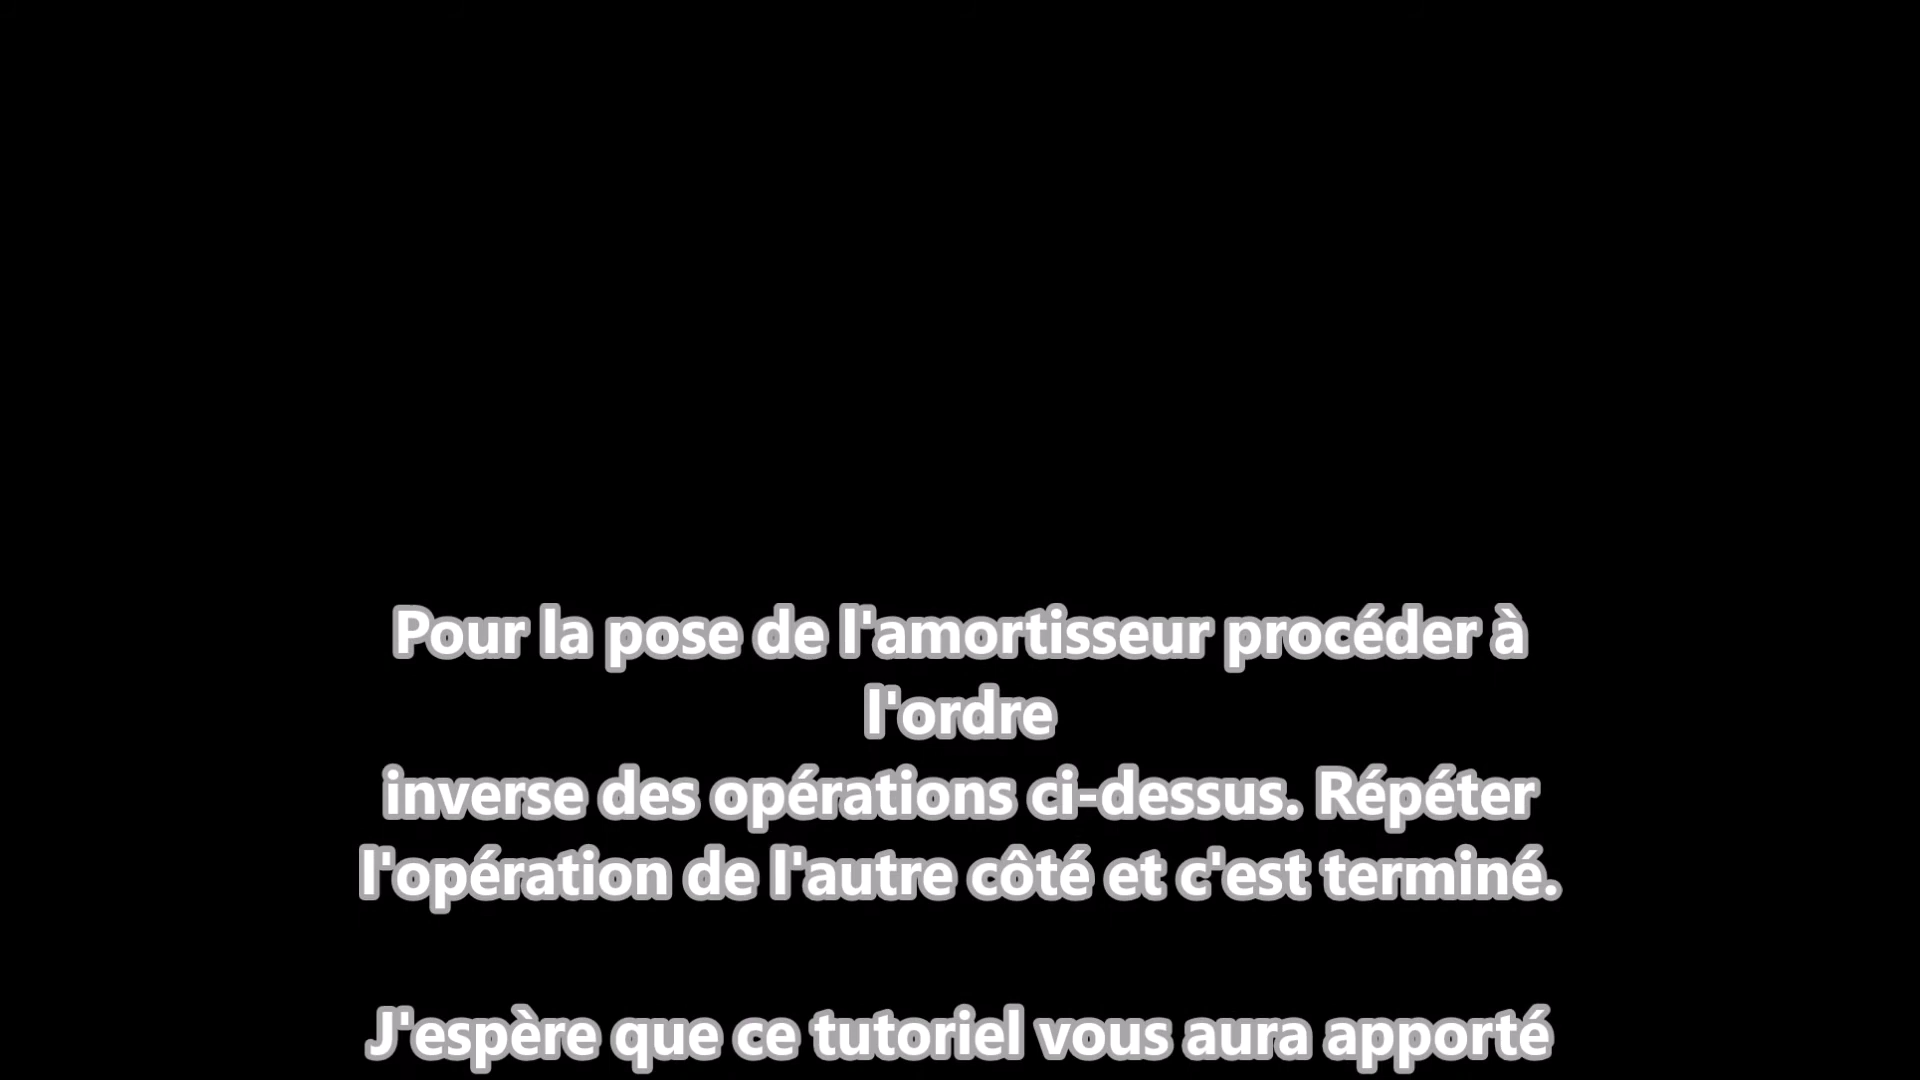 Pour la pose de l'amortisseur procéder à
l'ordre
inverse des opérations ci-dessus. Répéter
l'opération de l'autre côté et c'est terminé.
J'espère que ce tutoriel vous aura apporté